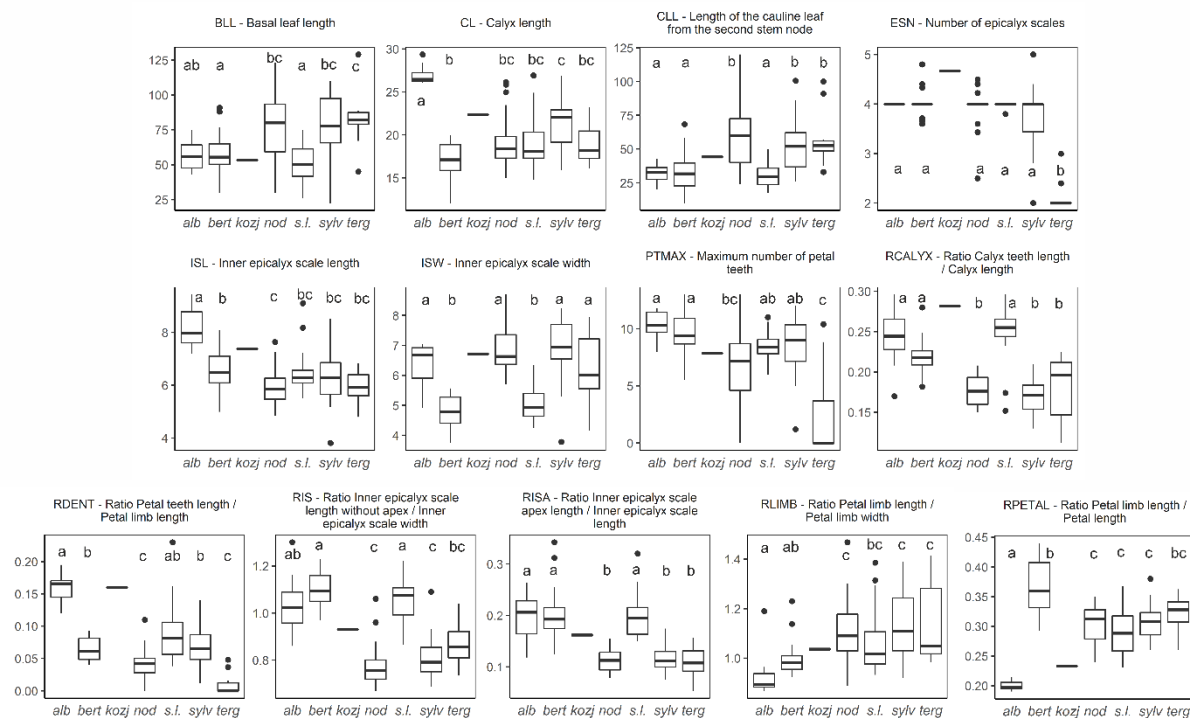 BLL - Basal leaf length
CL - Calyx length
CLL - Length of the cauline leaf
from the second stem node
ESN - Number of epicalyx scales
125
100
75
50
25
ab
a
bc
a
bc
c
alb bert kozj nod s.l. sylv terg
30
25
20
15
a
b
bc
bc
c
bc
alb bert kozj nod s.l. sylv terg
125
100
75
50
25
a
a
b
a
b
b
alb bert kozj nod s.l. sylv terg
5
4
3
2
a
a
a
a
a
b
alb bert kozj nod s.l. sylv terg
ISL - Inner epicalyx scale length
ISW - Inner epicalyx scale width
PTMAX - Maximum number of petal
teeth
RCALYX - Ratio Calyx teeth length
/ Calyx length
8
6
4
a
b
c
bc
bc
bc
alb bert kozj nod s.l. sylv terg
8
7
6
5
4
a
b
a
b
a
a
alb bert kozj nod s.l. sylv terg
10
5
0
a
a
bc
ab
ab
c
alb bert kozj nod s.l. sylv terg
0.30
0.25
0.20
0.15
a
a
b
a
b
b
alb bert kozj nod s.l. sylv terg
RDENT - Ratio Petal teeth length /
Petal limb length
RIS - Ratio Inner epicalyx scale
length without apex / Inner
epicalyx scale width
RISA - Ratio Inner epicalyx scale
apex length / Inner epicalyx scale
length
RLIMB - Ratio Petal limb length /
Petal limb width
RPETAL - Ratio Petal limb length /
Petal length
0.20
0.15
0.10
0.05
0.00
a
b
c
ab
b
c
alb bert kozj nod s.l. sylv terg
1.2
1.0
0.8
ab
a
c
a
c
bc
alb bert kozj nod s.l. sylv terg
0.3
0.2
0.1
a
a
b
a
b
b
alb bert kozj nod s.l. sylv terg
1.4
1.2
1.0
a
ab
c
bc
c
c
alb bert kozj nod s.l. sylv terg
0.45
0.40
0.35
0.30
0.25
0.20
a
b
c
c
c
bc
alb bert kozj nod s.l. sylv terg